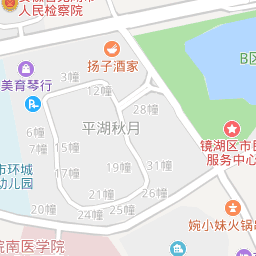 人民检察院
B区
扬子酒家
美育琴行
3幢
12幢
28幢
6幢
7幢
平湖秋月
镜湖区市民
服务中心
15幢
19幢
31幢
市环城
幼儿园
21幢
26幢
25幢
20幢
24幢
16幢
宛小妹火锅
皖南医学院